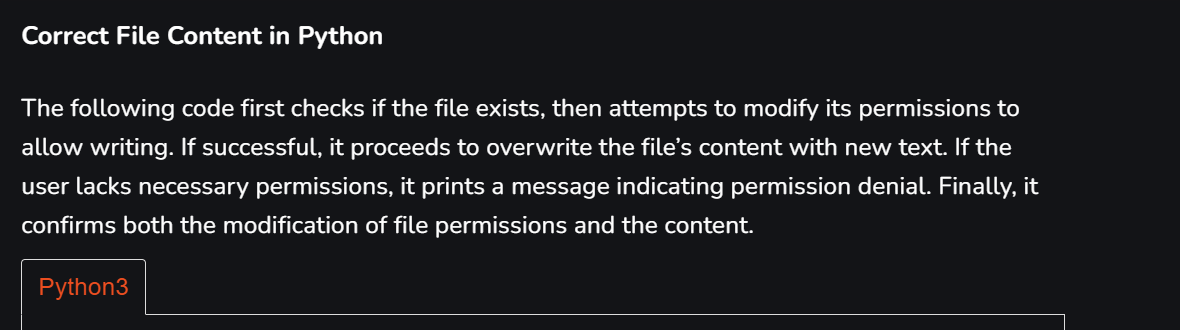 Correct File Content in Python
The following code first checks if the file exists, then attempts to modify its permissions to
allow writing. If successful, it proceeds to overwrite the file’s content with new text. If the
user lacks necessary permissions, it prints a message indicating permission denial. Finally, it
confirms both the modification of file permissions and the content.
Python3